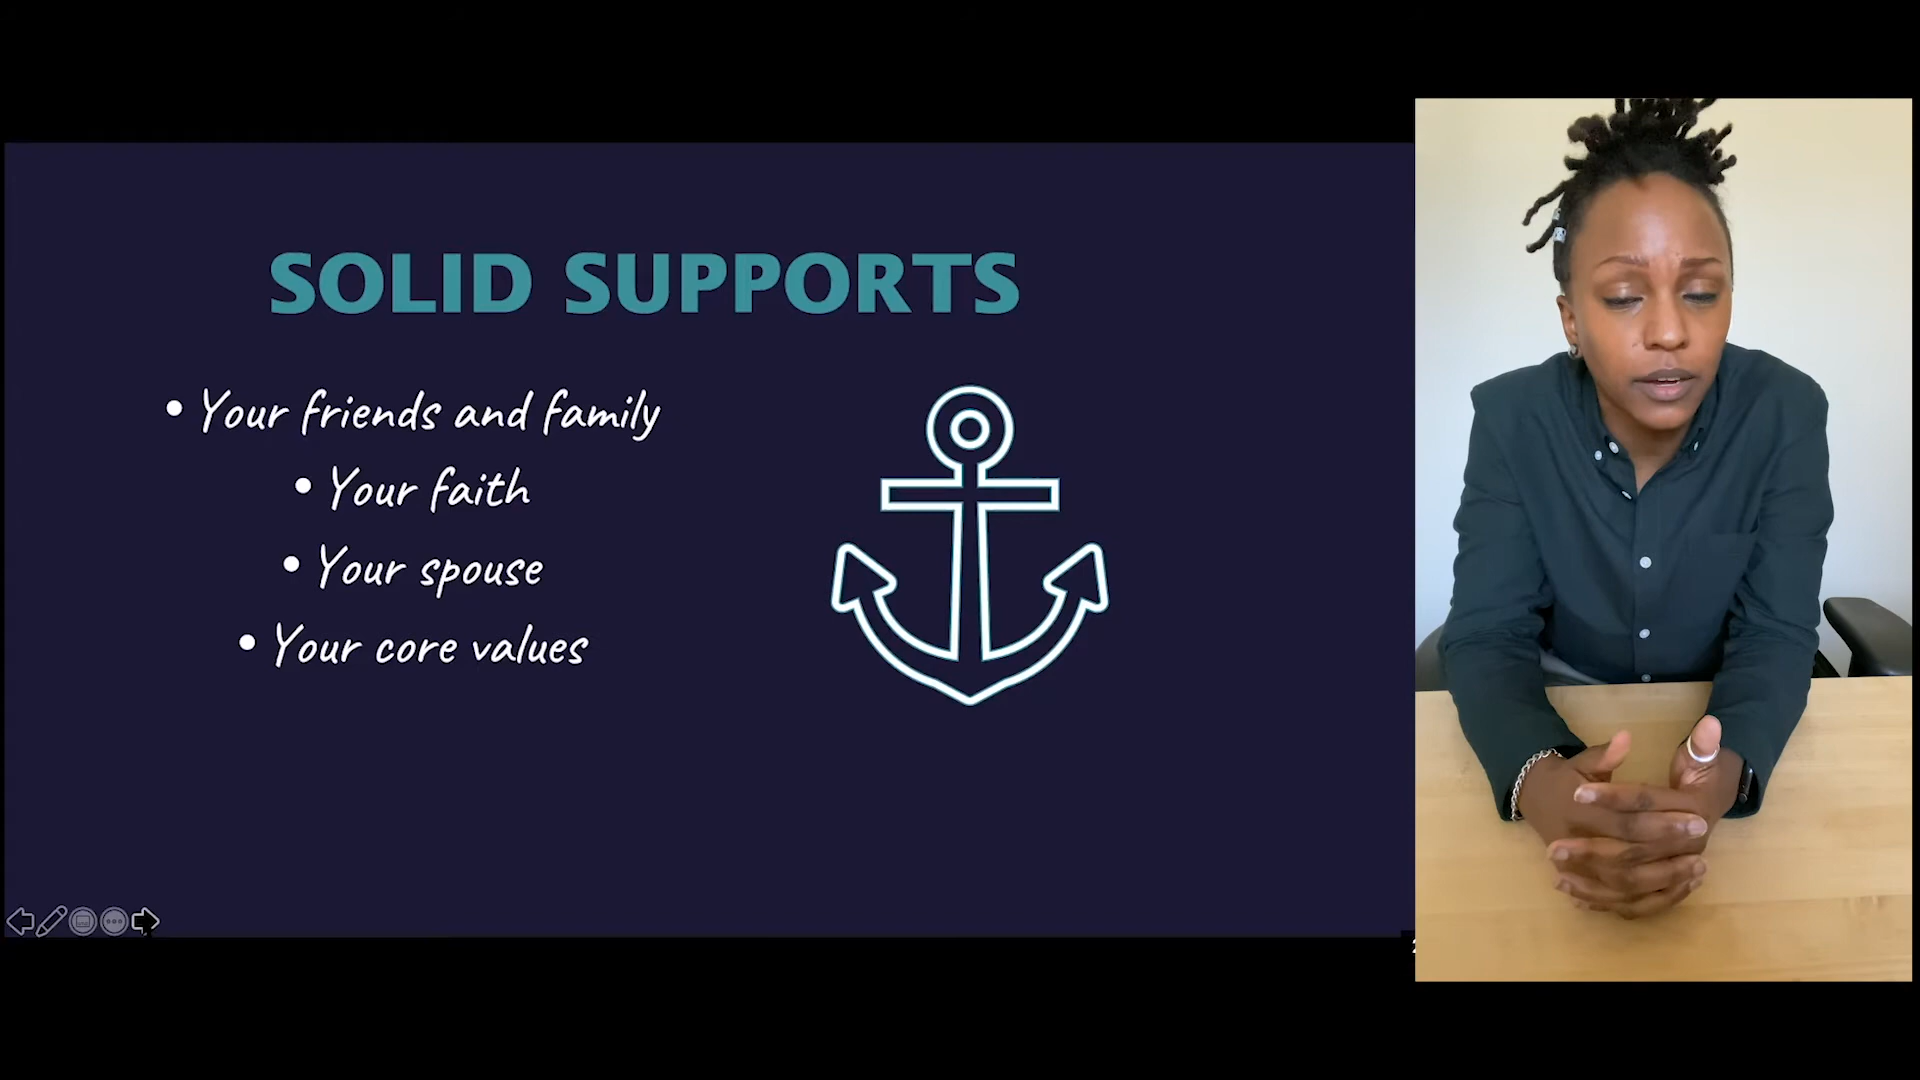 SOLID SUPPORTS
• Your friends and family
• Your faith
• Your spouse
• Your core values